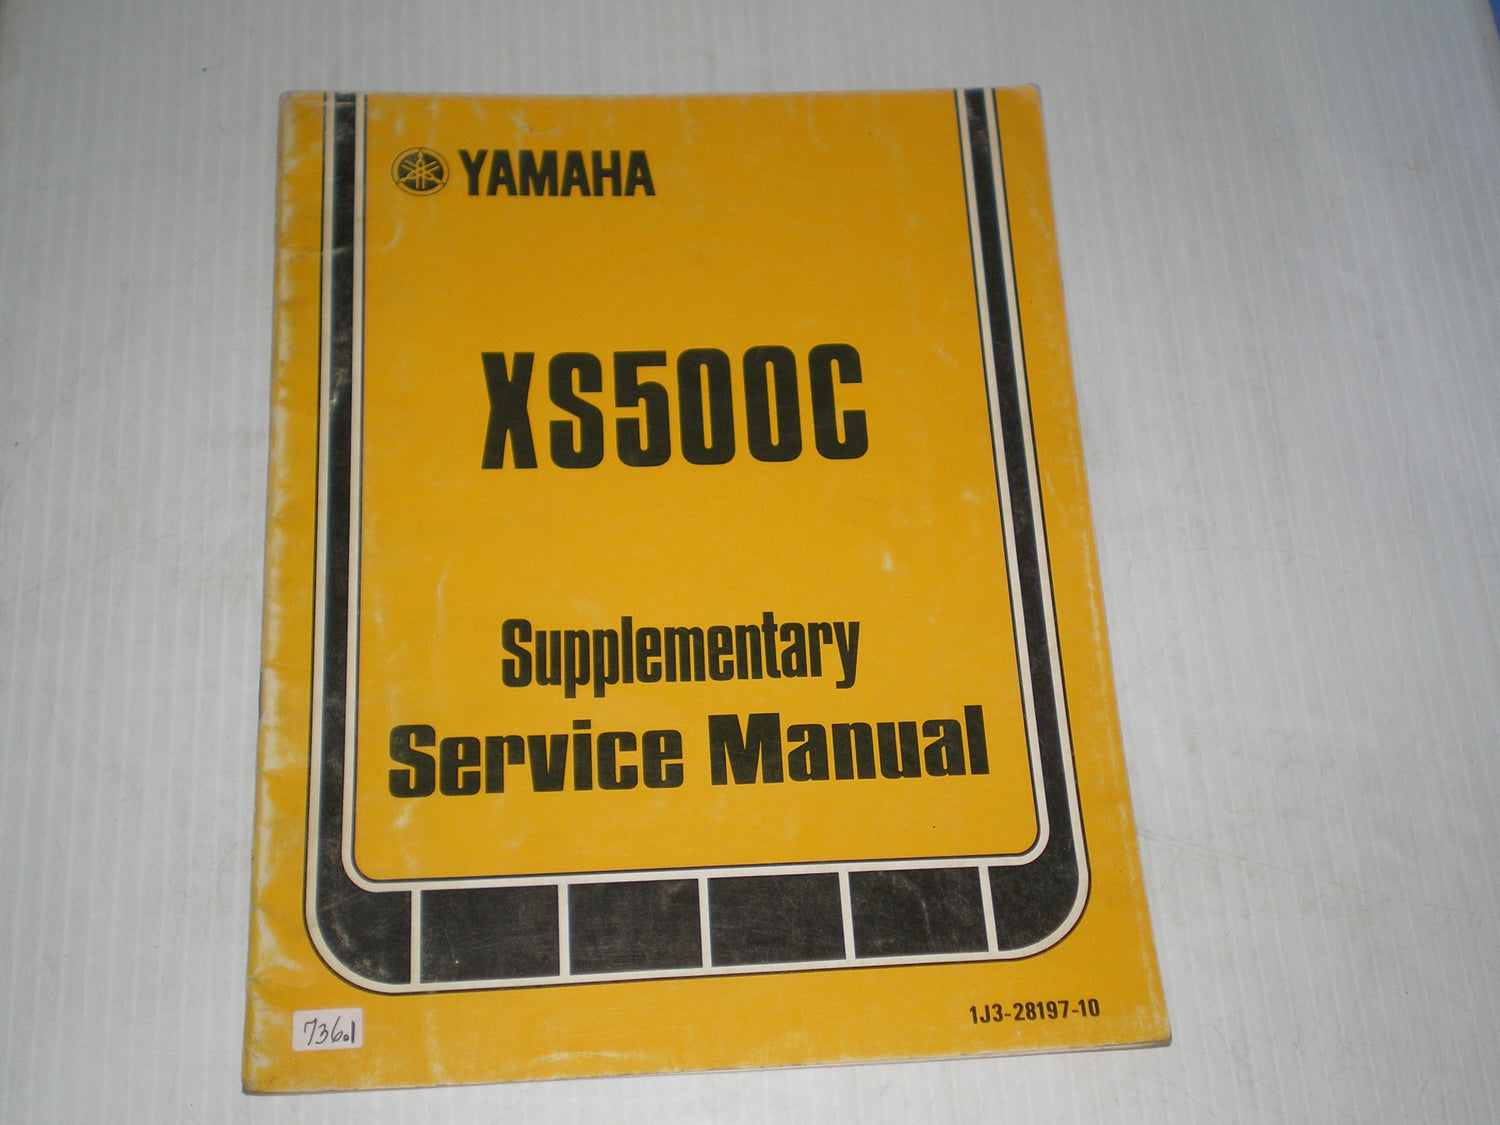 YAMAHA
XS500C
Supplementary
Service Manual
1J3-28197-10
736.1